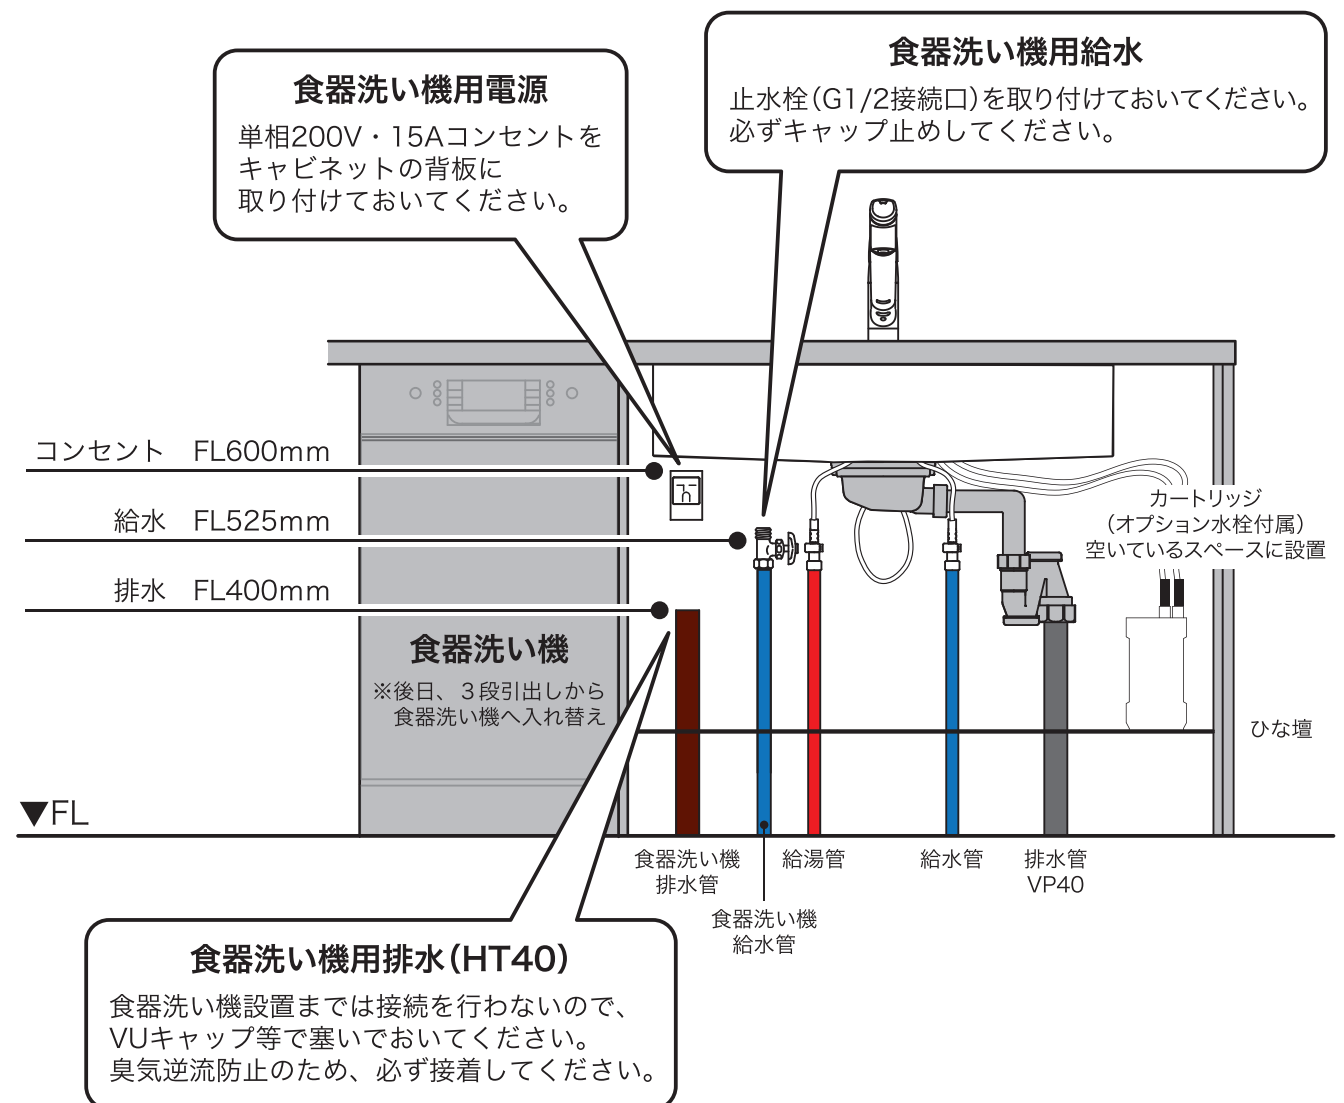 食器洗い機用電源
単相200V・15Aコンセントを
キャビネットの背板に
取り付けておいてください。
食器洗い機用給水
止水栓(G1/2接続口)を取り付けておいてください。
必ずキャップ止めしてください。
コンセント FL600mm
給水 FL525mm
排水 FL400mm
カートリッジ
(オプション水栓付属)
空いているスペースに設置
食器洗い機
※後日、3段引出しから
食器洗い機へ入れ替え
ひな壇
▼FL
食器洗い機
排水管
給湯管
給水管
排水管
VP40
食器洗い機
給水管
食器洗い機用排水(HT40)
食器洗い機設置までは接続を行わないので、
VUキャップ等で塞いでおいてください。
臭気逆流防止のため、必ず接着してください。